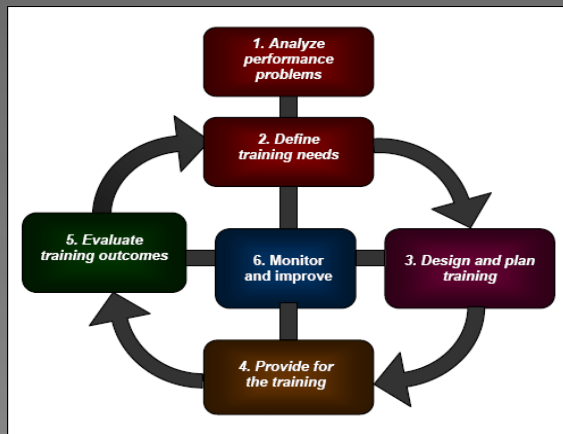 1. Analyze
performance
problems
2. Define
training needs
5. Evaluate
training outcomes
6. Monitor
and improve
3. Design and plan
training
4. Provide for
the training